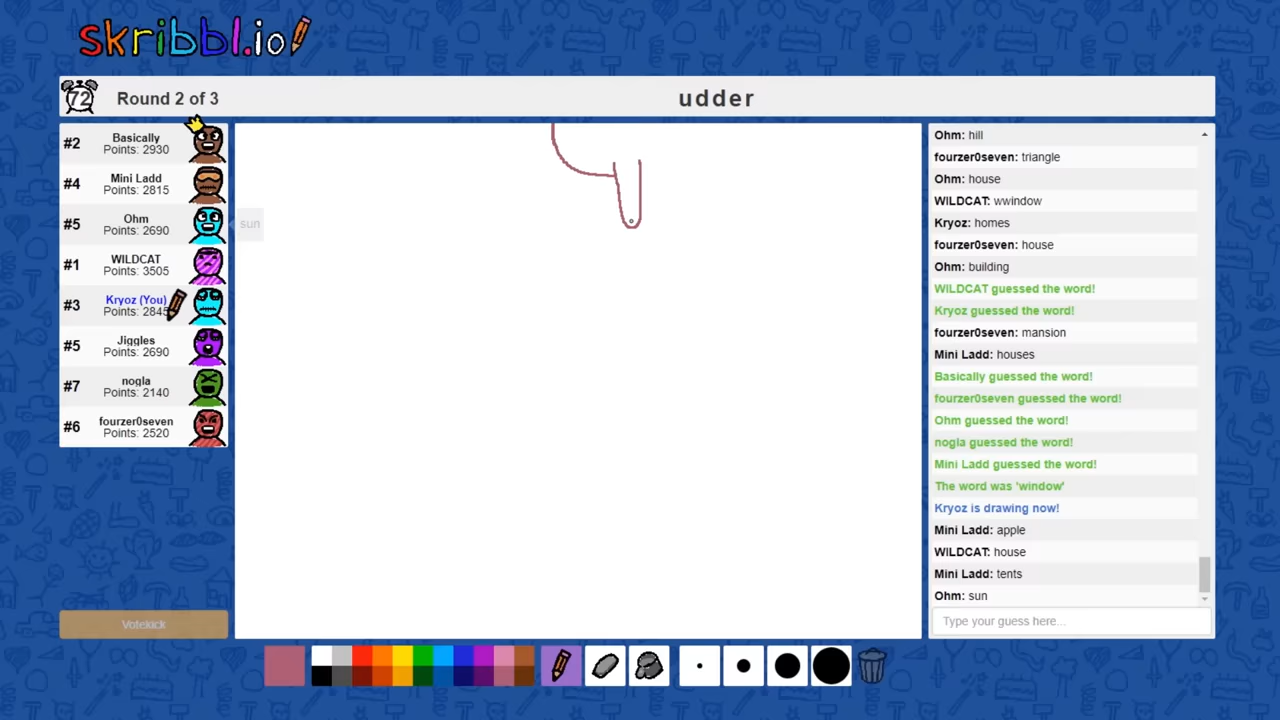 skribbl.io
72
Round 2 of 3
udder
#2
Basically
Points: 2930
#4
Mini Ladd
Points: 2815
#5
Ohm
Points: 2690
sun
#1
WILDCAT
Points: 3505
#3
Kryoz (You)
Points: 2845
#5
Jiggles
Points: 2690
#7
nogla
Points: 2140
#6
fourzer0seven
Points: 2520
Votekick
Ohm: hill
fourzer0seven: triangle
Ohm: house
WILDCAT: wwindow
Kryoz: homes
fourzer0seven: house
Ohm: building
WILDCAT guessed the word!
Kryoz guessed the word!
fourzer0seven: mansion
Mini Ladd: houses
Basically guessed the word!
fourzer0seven guessed the word!
Ohm guessed the word!
nogla guessed the word!
Mini Ladd guessed the word!
The word was 'window'
Kryoz is drawing now!
Mini Ladd: apple
WILDCAT: house
Mini Ladd: tents
Ohm: sun
Type your guess here...